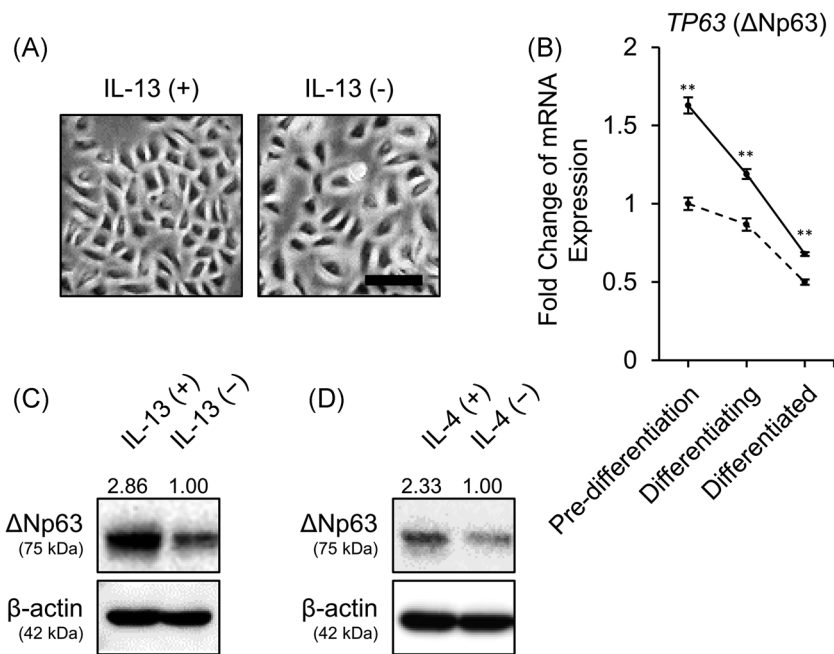 (A)
IL-13 (+)
IL-13 (-)
(B)
TP63 (ΔNp63)
Fold Change of mRNA
Expression
2
1.5
1
0.5
0
**
**
**
Pre-differentiation
Differentiating
Differentiated
(C)
IL-13 (+)
IL-13 (−)
2.86 1.00
ΔNp63
(75 kDa)
β-actin
(42 kDa)
(D)
IL-4 (+)
IL-4 (−)
2.33 1.00
ΔNp63
(75 kDa)
β-actin
(42 kDa)